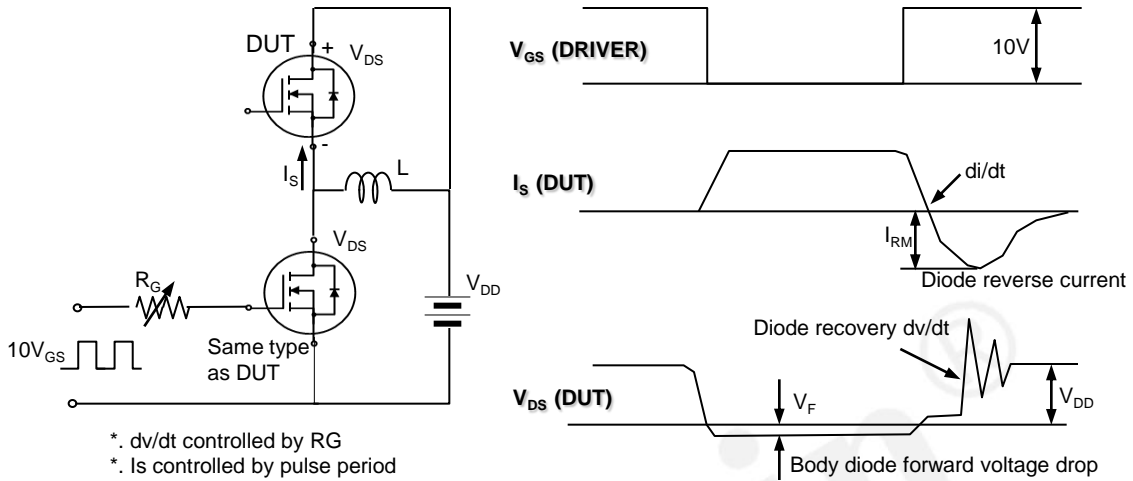 DUT
+
V_DS
-
I_S
L
V_DS
R_G
V_DD
10V_GS
Same type
as DUT
*. dv/dt controlled by RG
*. Is controlled by pulse period
V_GS (DRIVER)
10V
I_S (DUT)
di/dt
I_RM
Diode reverse current
Diode recovery dv/dt
V_DS (DUT)
V_F
V_DD
Body diode forward voltage drop